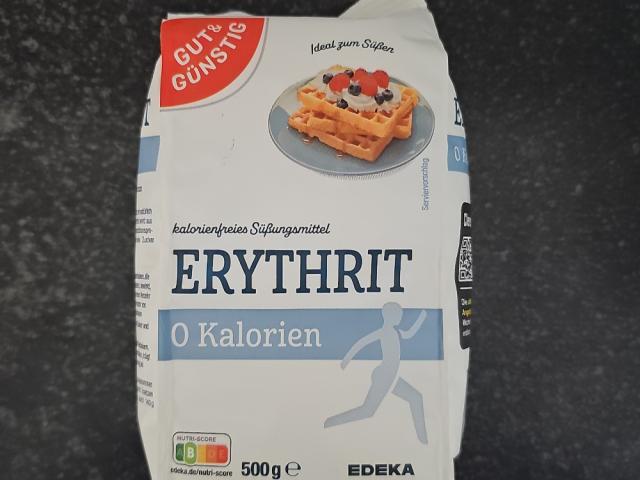 GUT&
GÜNSTIG
Ideal zum Süßen
Serviervorschlag
kalorienfreies Süßungsmittel
ERYTHRIT
0 Kalorien
NUTRI-SCORE
A B C D E
edeka.de/nutri-score
500g e
EDEKA